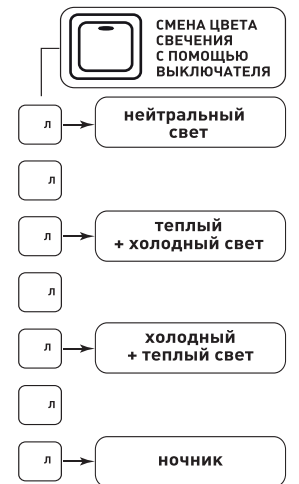 СМЕНА ЦВЕТА
СВЕЧЕНИЯ
С ПОМОЩЬЮ
ВЫКЛЮЧАТЕЛЯ
л
нейтральный
свет
л
л
теплый
+ холодный свет
л
л
холодный
+ теплый свет
л
л
ночник